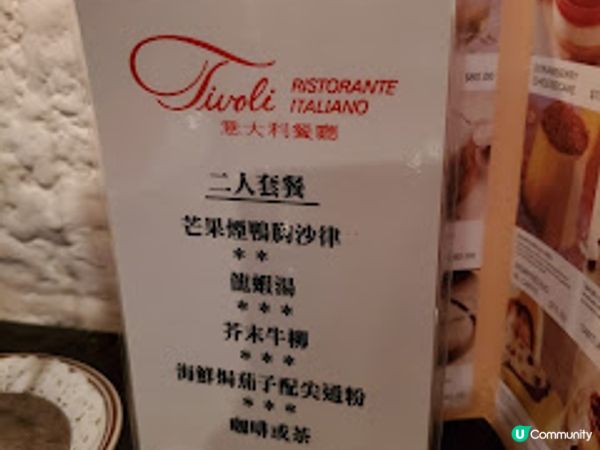 Tivoli RISTORANTE ITALIANO
意大利餐廳
二人套餐
芒果煙鴨胸沙律
**
龍蝦湯
***
芥末牛柳
***
海鮮焗茄子配尖通粉
***
咖啡或茶
STRAWBERRY
CHEESECAKE
U Community